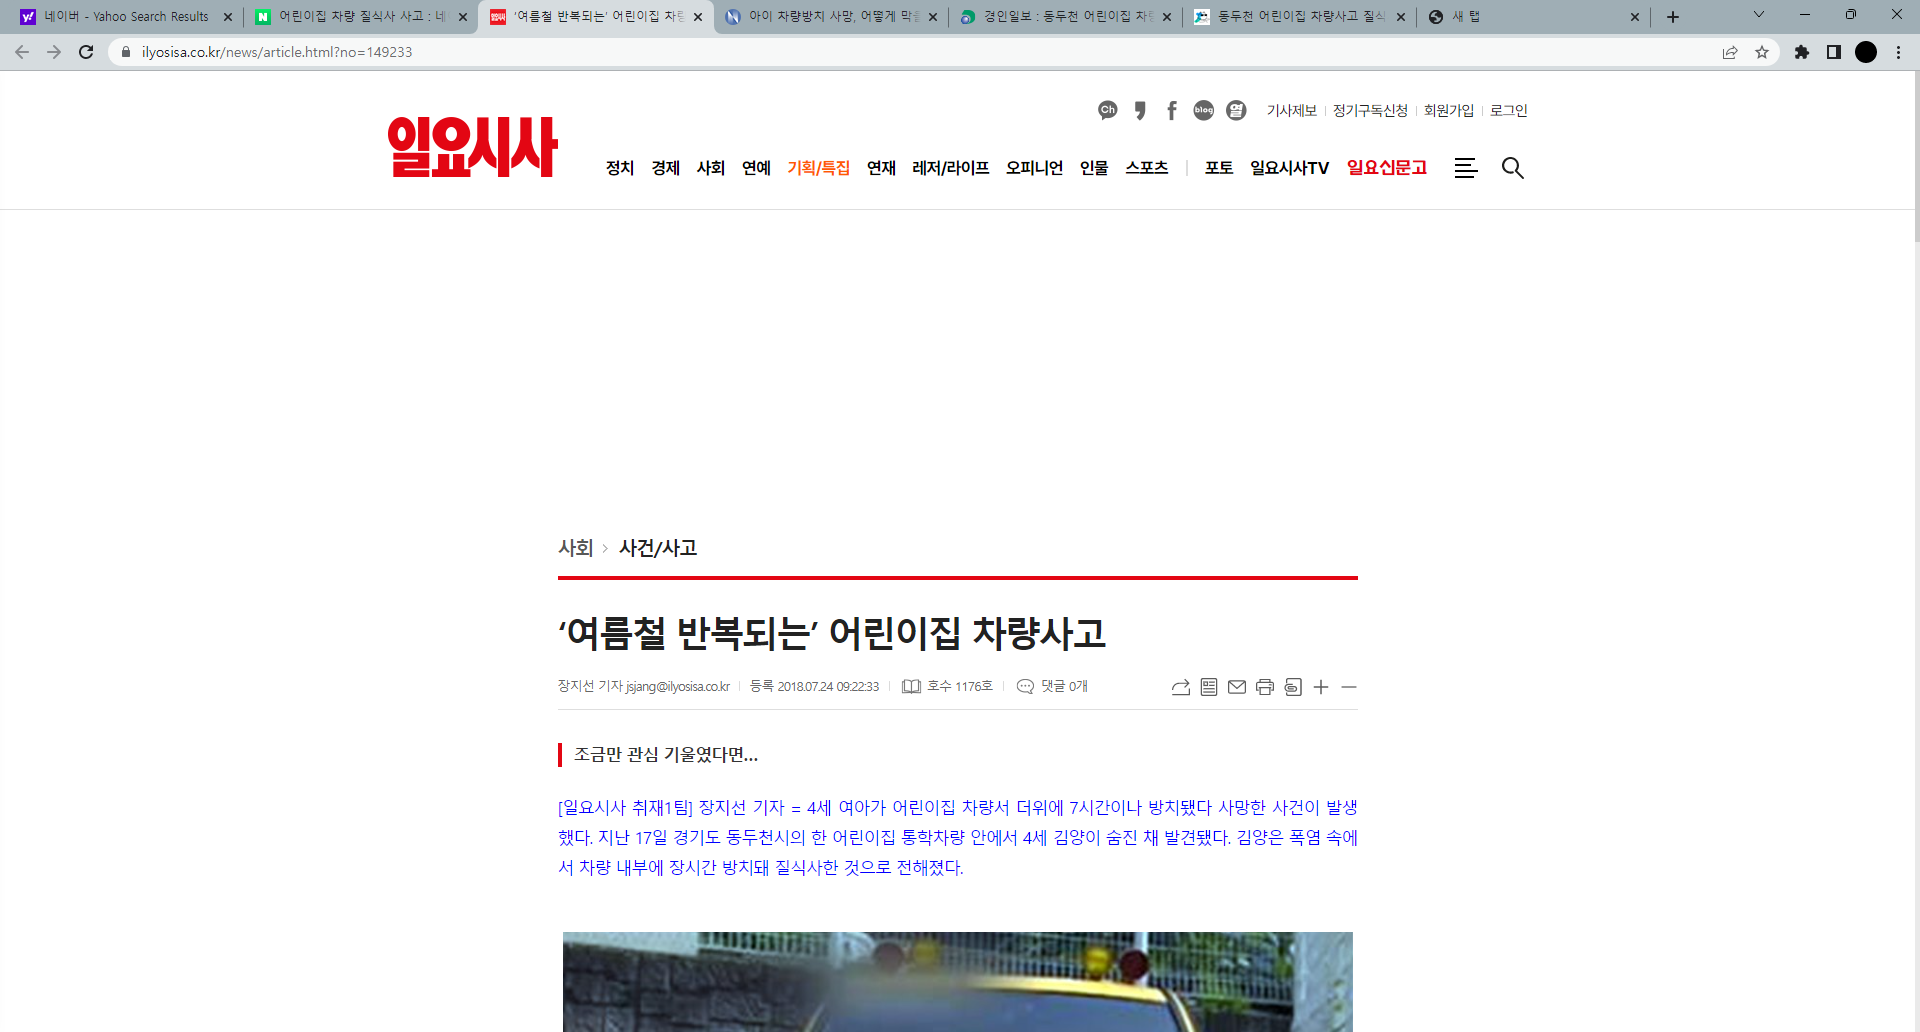 네이버 - Yahoo Search Results
어린이집 차량 질식사 사고 : 네
‘여름철 반복되는’ 어린이집 차량
아이 차량방치 사망, 어떻게 막을
경인일보 : 동두천 어린이집 차량
동두천 어린이집 차량사고 질식
새 탭
ilyosisa.co.kr/news/article.html?no=149233
Ch
blog
열
기사제보
정기구독신청
회원가입
로그인
일요시사
정치 경제 사회 연예 기획/특집 연재 레저/라이프 오피니언 인물 스포츠 포토 일요시사TV 일요신문고
사회 > 사건/사고
‘여름철 반복되는’ 어린이집 차량사고
장지선 기자 jsjang@ilyosisa.co.kr 등록 2018.07.24 09:22:33 호수 1176호 댓글 0개
조금만 관심 기울였다면...
[일요시사 취재1팀] 장지선 기자 = 4세 여아가 어린이집 차량서 더위에 7시간이나 방치됐다 사망한 사건이 발생
했다. 지난 17일 경기도 동두천시의 한 어린이집 통학차량 안에서 4세 김양이 숨진 채 발견됐다. 김양은 폭염 속에
서 차량 내부에 장시간 방치돼 질식사한 것으로 전해졌다.